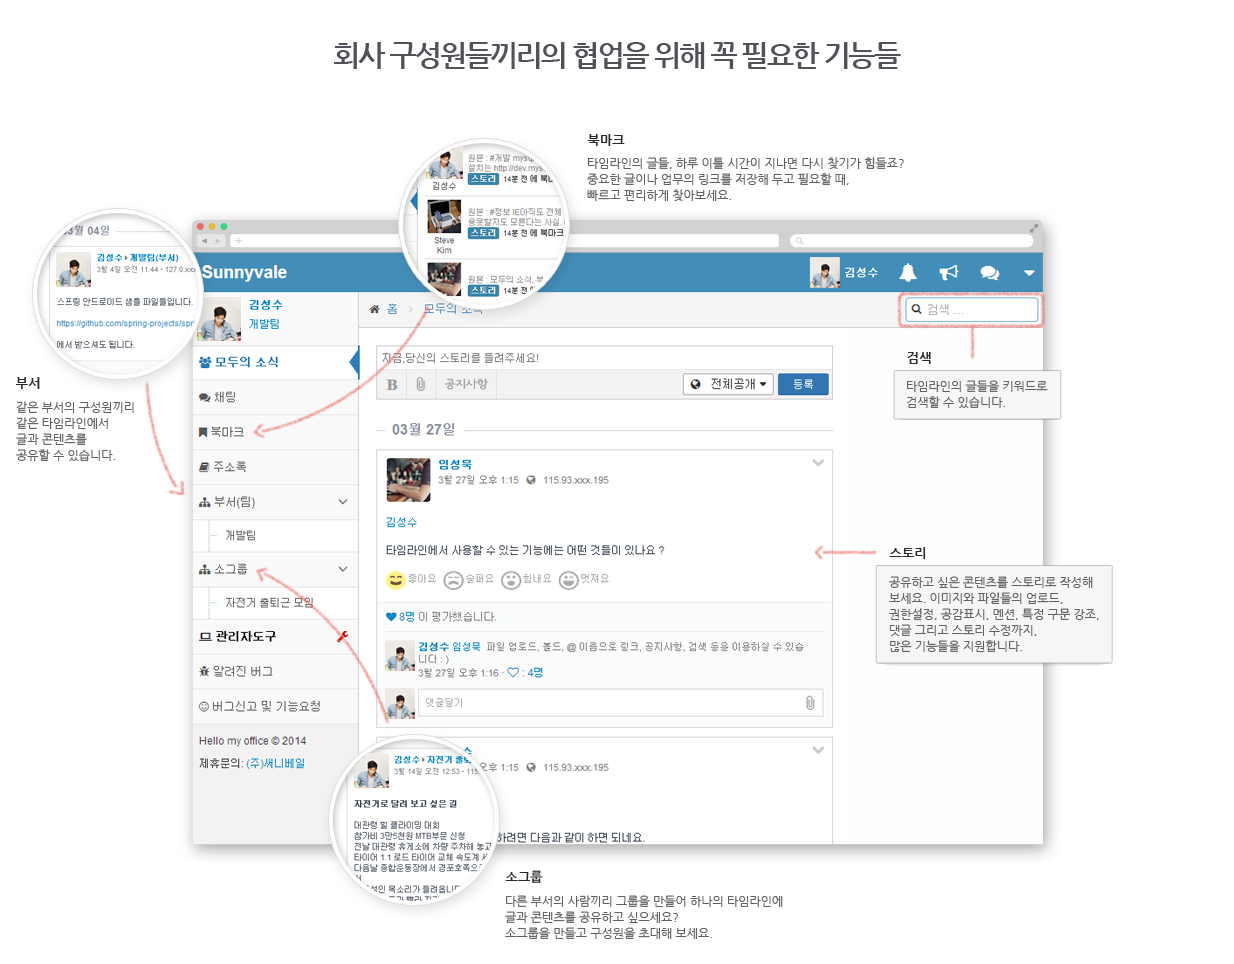 회사 구성원들끼리의 협업을 위해 꼭 필요한 기능들
북마크
타임라인의 글들, 하루 이틀 시간이 지나면 다시 찾기가 힘들죠?
중요한 글이나 업무의 링크를 저장해 두고 필요할 때,
빠르고 편리하게 찾아보세요.
원본 : #개발 mysq
설치는 http://dev.mys
스토리 14분 전 에 북
김성수
원본 : #정보 IE아직도 전체
용못할지도 모른다는 사실.
스토리 14분 전 에 북마크
Steve
Kim
원본 : 모두의 소식, 부
스토리 14분 전 에
03월 04일
김성수 개발팀(부서)
3월 4일 오전 11:44 · 127.0.xxx
스프링 안드로이드 샘플 파일들입니다.
https://github.com/spring-projects/spr
에서 받으셔도 됩니다.
부서
같은 부서의 구성원끼리
같은 타임라인에서
글과 콘텐츠를
공유할 수 있습니다.
Sunnyvale
김성수
김성수
개발팀
홈 > 모두의 소식
검색 ...
모두의 소식
채팅
북마크
주소록
부서(팀)
개발팀
소그룹
자전거 출퇴근 모임
관리자도구
알려진 버그
버그신고 및 기능요청
Hello my office © 2014
제휴문의: (주)써니베일
지금,당신의 스토리를 들려주세요!
B 공지사항 전체공개 등록
03월 27일
임성묵
3월 27일 오후 1:15 115.93.xxx.195
김성수
타임라인에서 사용할 수 있는 기능에는 어떤 것들이 있나요 ?
좋아요 슬퍼요 힘내요 멋져요
8명 이 평가했습니다.
김성수 임성묵 파일 업로드, 볼드, @ 이름으로 링크, 공지사항, 검색 등을 이용하실 수 있습
니다 : )
3월 27일 오후 1:16 · : 4명
댓글달기
수
오후 1:15 115.93.xxx.195
하려면 다음과 같이 하면 되네요.
검색
타임라인의 글들을 키워드로
검색할 수 있습니다.
스토리
공유하고 싶은 콘텐츠를 스토리로 작성해
보세요. 이미지와 파일들의 업로드,
권한설정, 공감표시, 멘션, 특정 구문 강조,
댓글 그리고 스토리 수정까지,
많은 기능들을 지원합니다.
김성수 자전거 출퇴
3월 14일 오전 12:53 · 115.
자전거로 달려 보고 싶은 길
대관령 힐 클라이밍 대회
참가비 3만5천원 MTB부문 신청
전날 대관령 휴게소에 차량 주차해 놓고
타이머 1.1 로드 타이어 교체 속도계
다음날 종합운동장에서 경포호쪽으
성인 목소리가 들려옵니다
소그룹
다른 부서의 사람끼리 그룹을 만들어 하나의 타임라인에
글과 콘텐츠를 공유하고 싶으세요?
소그룹을 만들고 구성원을 초대해 보세요.